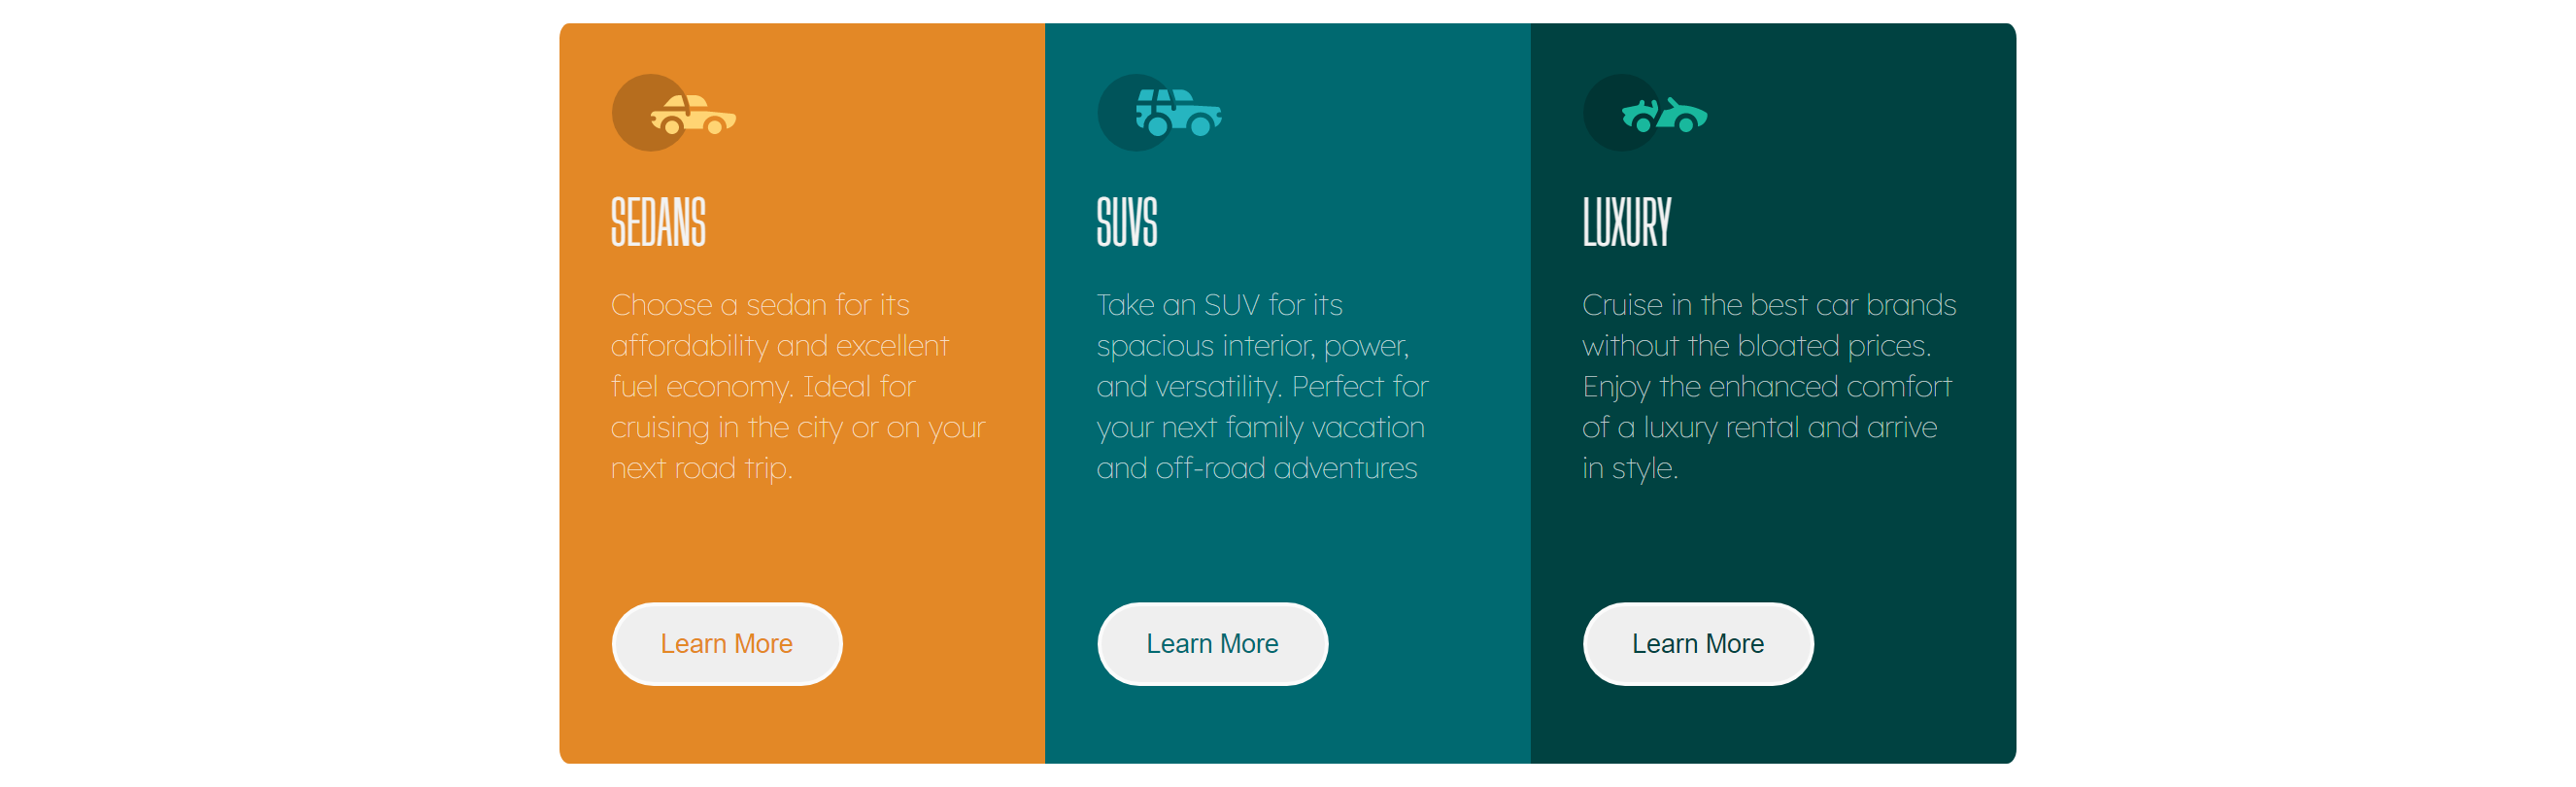 SEDANS
Choose a sedan for its
affordability and excellent
fuel economy. Ideal for
cruising in the city or on your
next road trip.
Learn More
SUVS
Take an SUV for its
spacious interior, power,
and versatility. Perfect for
your next family vacation
and off-road adventures
Learn More
LUXURY
Cruise in the best car brands
without the bloated prices.
Enjoy the enhanced comfort
of a luxury rental and arrive
in style.
Learn More